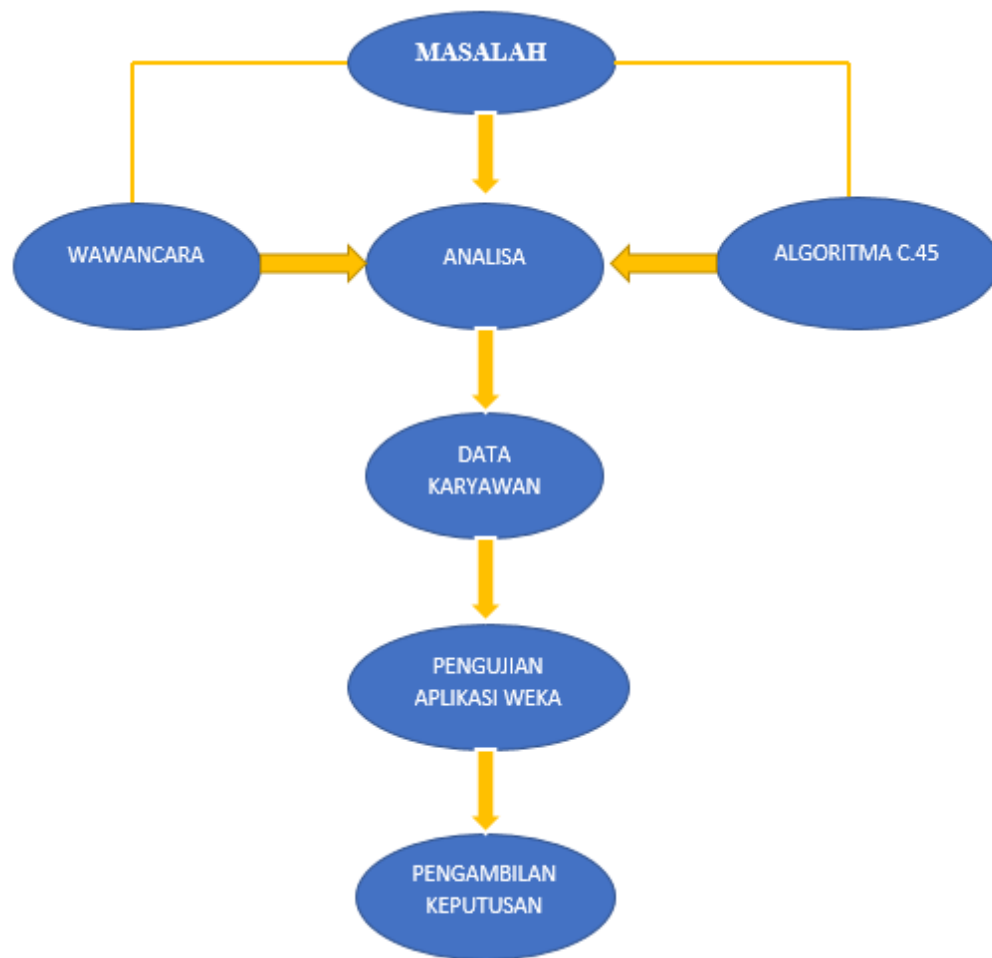 MASALAH
WAWANCARA
ANALISA
ALGORITMA C.45
DATA
KARYAWAN
PENGUJIAN
APLIKASI WEKA
PENGAMBILAN
KEPUTUSAN